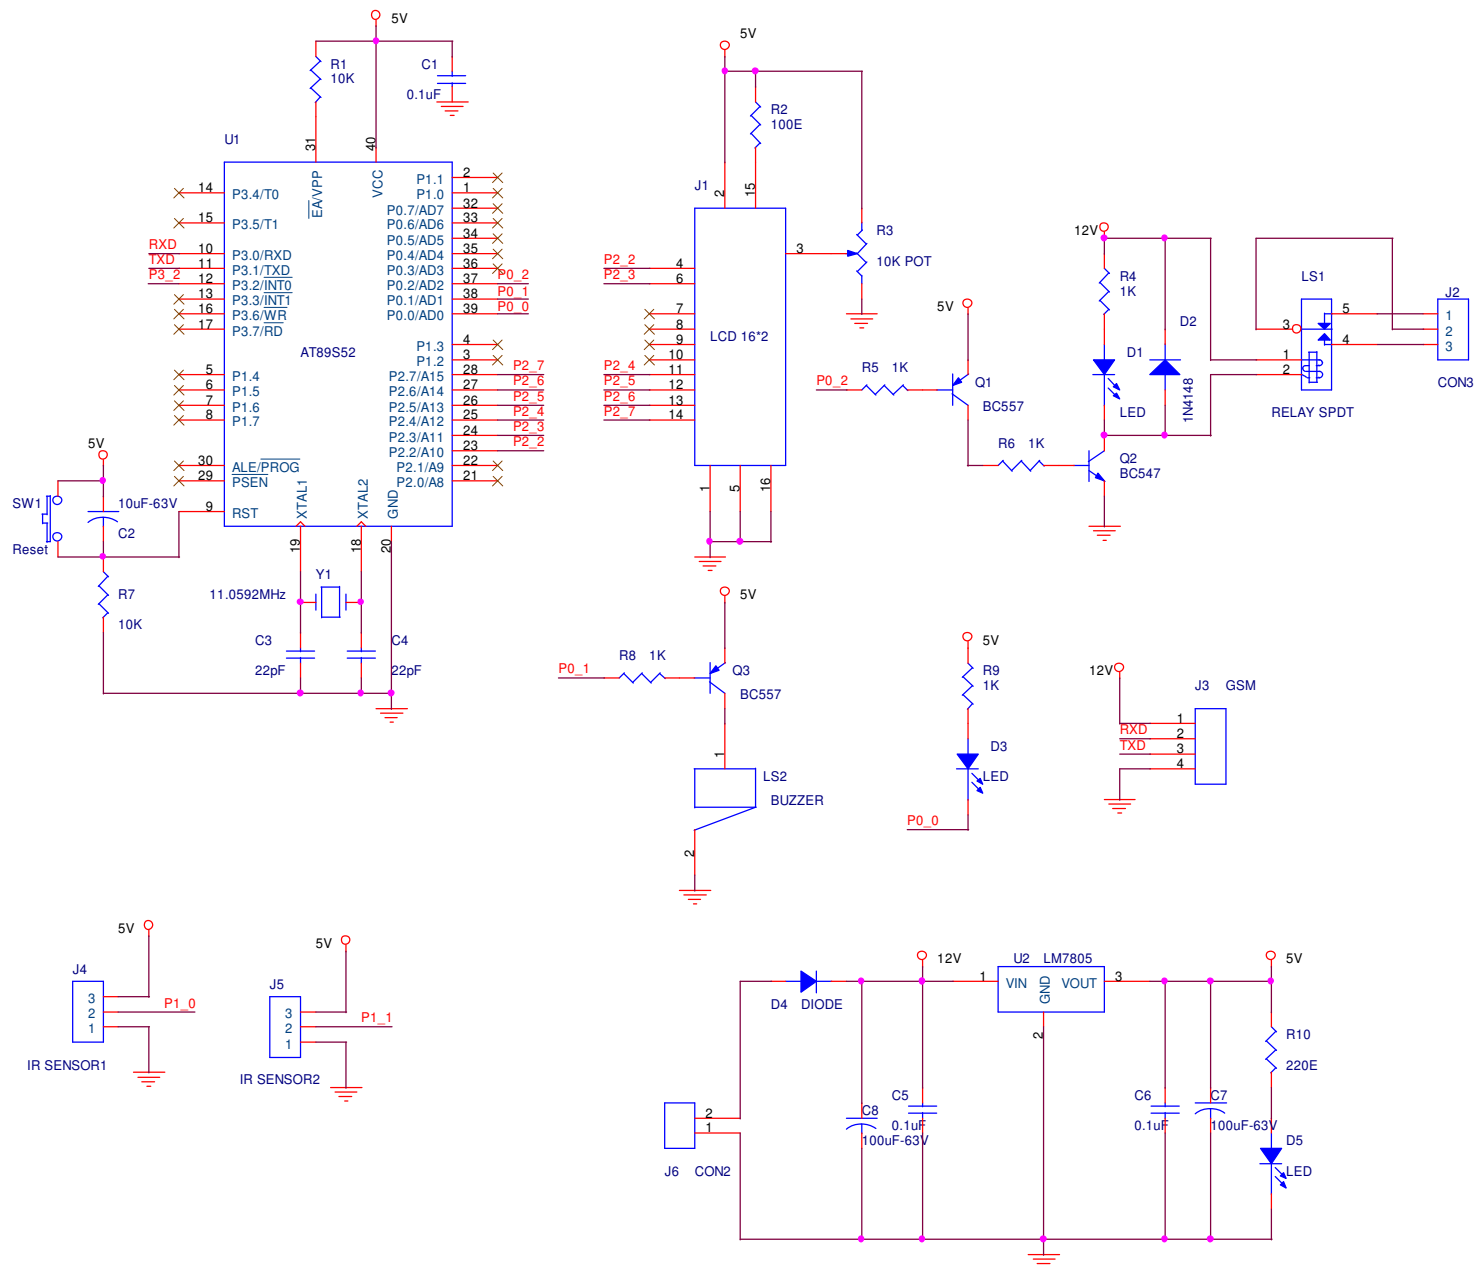 5V
R1
10K
C1
0.1uF
U1
31
40
EA/VPP
VCC
14 P3.4/T0
15 P3.5/T1
RXD 10 P3.0/RXD
TXD 11 P3.1/TXD
P3_2 12 P3.2/INT0
13 P3.3/INT1
16 P3.6/WR
17 P3.7/RD
5 P1.4
6 P1.5
7 P1.6
8 P1.7
30 ALE/PROG
29 PSEN
9 RST
AT89S52
P1.1 2
P1.0 1
P0.7/AD7 32
P0.6/AD6 33
P0.5/AD5 34
P0.4/AD4 35
P0.3/AD3 36
P0.2/AD2 37 P0_2
P0.1/AD1 38 P0_1
P0.0/AD0 39 P0_0
P1.3 4
P1.2 3
P2.7/A15 28 P2_7
P2.6/A14 27 P2_6
P2.5/A13 26 P2_5
P2.4/A12 25 P2_4
P2.3/A11 24 P2_3
P2.2/A10 23 P2_2
P2.1/A9 22
P2.0/A8 21
XTAL1
XTAL2
GND
19
18
20
5V
SW1
Reset
10uF-63V
C2
R7
10K
Y1
11.0592MHz
C3
22pF
C4
22pF
5V
R2
100E
J1
2
15
R3
10K POT
3
P2_2 4
P2_3 6
7
8
9
10
P2_4 11
P2_5 12
P2_6 13
P2_7 14
LCD 16*2
1
5
16
5V
P0_2
R5 1K
Q1
BC557
R6 1K
12V
R4
1K
D1
LED
D2
1N4148
Q2
BC547
LS1
3
5
4
1
2
RELAY SPDT
J2
1
2
3
CON3
5V
P0_1
R8 1K
Q3
BC557
1
LS2
BUZZER
2
5V
R9
1K
D3
LED
P0_0
12V
J3 GSM
1
RXD 2
TXD 3
4
5V
J4
3
2 P1_0
1
IR SENSOR1
5V
J5
3
2 P1_1
1
IR SENSOR2
12V
D4 DIODE
U2 LM7805
1 VIN
GND
VOUT 3
2
5V
R10
220E
C8
100uF-63V
C5
0.1uF
C6
0.1uF
C7
100uF-63V
D5
LED
2
1
J6 CON2